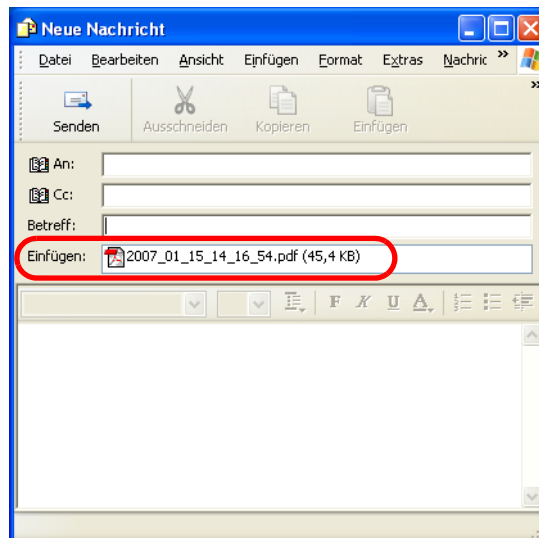 Neue Nachricht
Datei Bearbeiten Ansicht Einfügen Format Extras Nachric »
»
Senden Ausschneiden Kopieren Einfügen
An:
Cc:
Betreff:
Einfügen: 2007_01_15_14_16_54.pdf (45,4 KB)
F K U A